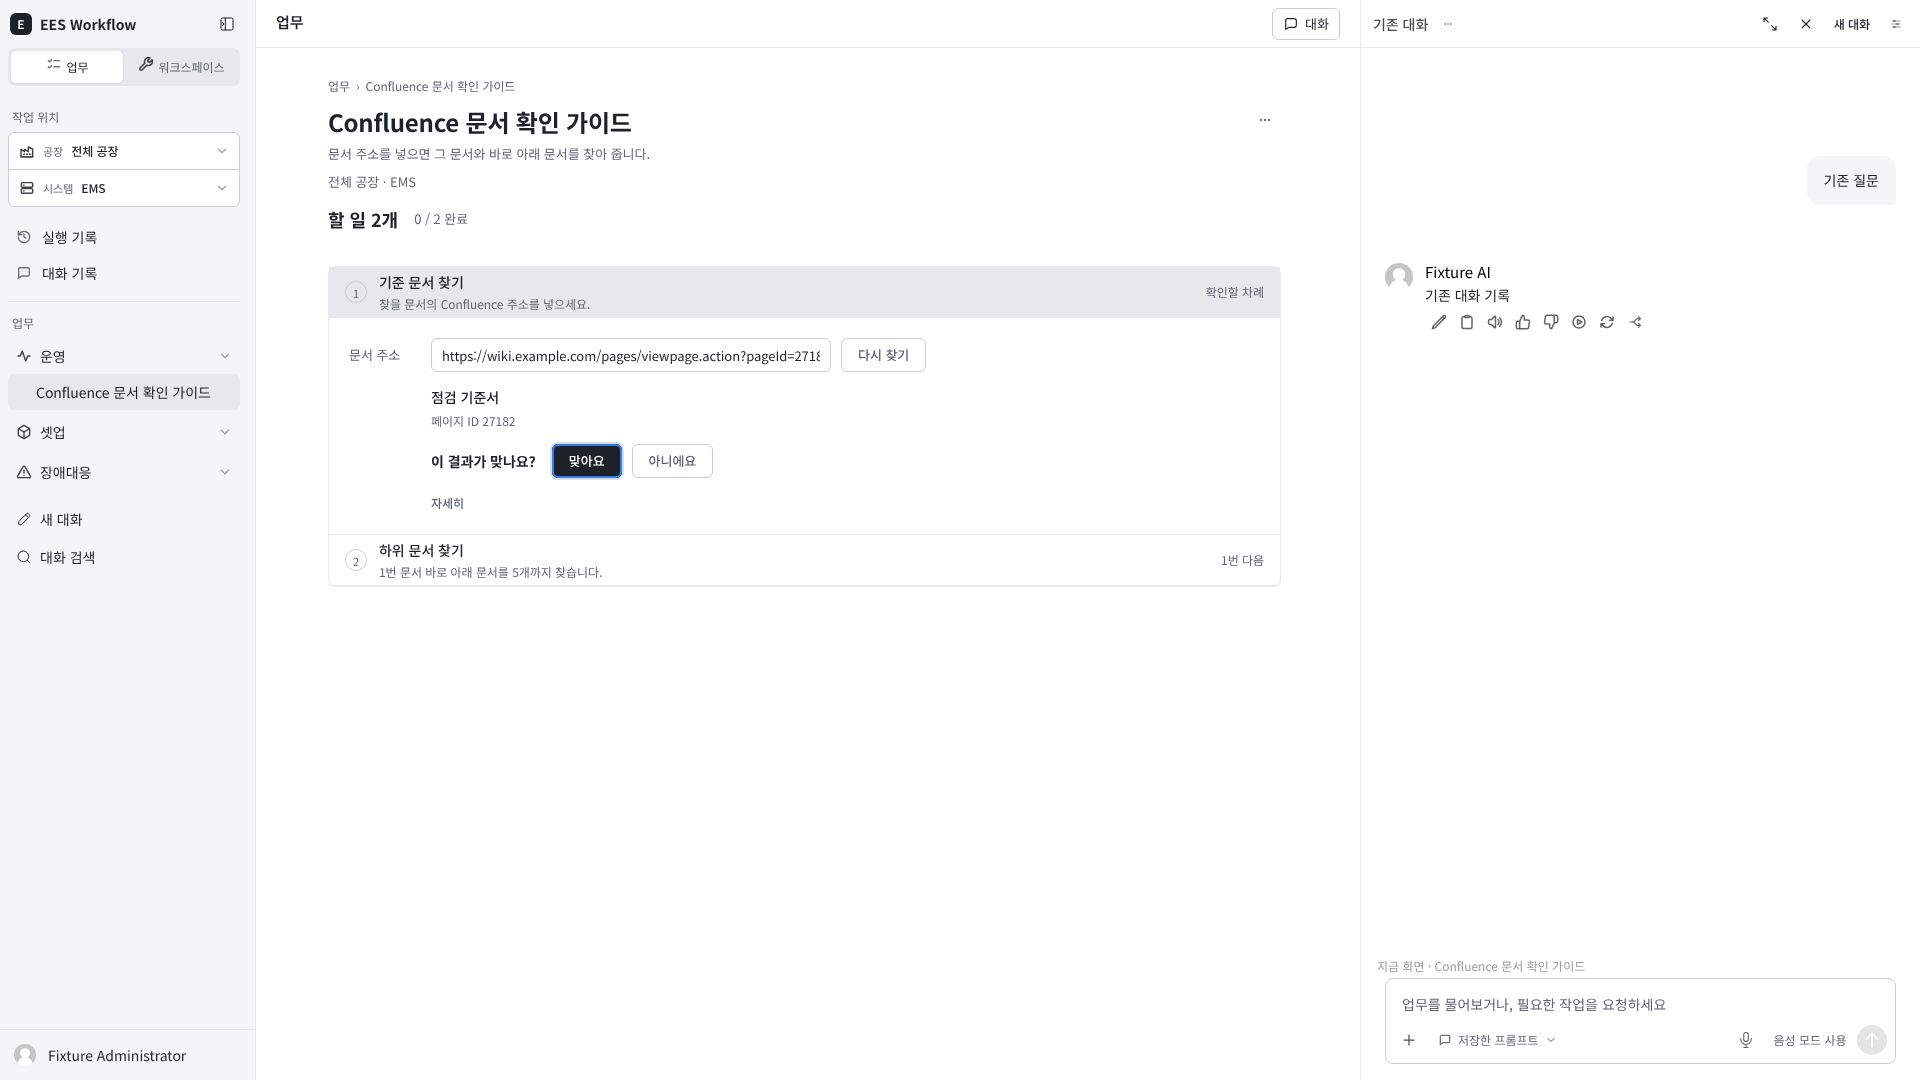 E EES Workflow
업무
워크스페이스
작업 위치
공장 전체 공장
시스템 EMS
실행 기록
대화 기록
업무
운영
Confluence 문서 확인 가이드
셋업
장애대응
새 대화
대화 검색
Fixture Administrator
업무
대화
업무 › Confluence 문서 확인 가이드
Confluence 문서 확인 가이드
문서 주소를 넣으면 그 문서와 바로 아래 문서를 찾아 줍니다.
전체 공장 · EMS
할 일 2개 0 / 2 완료
1 기준 문서 찾기
찾을 문서의 Confluence 주소를 넣으세요.
확인할 차례
문서 주소 https://wiki.example.com/pages/viewpage.action?pageId=2718 다시 찾기
점검 기준서
페이지 ID 27182
이 결과가 맞나요? 맞아요 아니에요
자세히
2 하위 문서 찾기
1번 문서 바로 아래 문서를 5개까지 찾습니다.
1번 다음
기존 대화 ···
새 대화
기존 질문
Fixture AI
기존 대화 기록
지금 화면 · Confluence 문서 확인 가이드
업무를 물어보거나, 필요한 작업을 요청하세요
저장한 프롬프트
음성 모드 사용